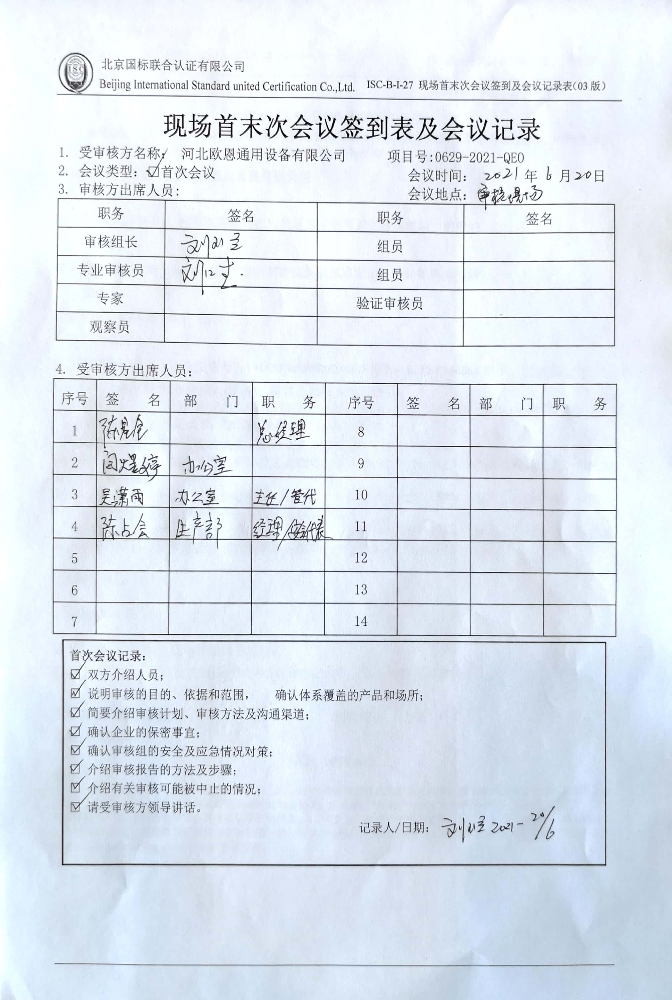 ISC
北京国标联合认证有限公司
Beijing International Standard united Certification Co.,Ltd. ISC-B-I-27 现场首末次会议签到及会议记录表(03版)
现场首末次会议签到表及会议记录
1. 受审核方名称: 河北欧恩通用设备有限公司 项目号:0629-2021-QEO
2. 会议类型: ☑首次会议 会议时间: 2021年6月20日
3. 审核方出席人员: 会议地点: 审核现场
职务 签名 职务 签名
审核组长 组员
专业审核员 组员
专家 验证审核员
观察员
4. 受审核方出席人员:
序号 签 名 部 门 职 务 序号 签 名 部 门 职 务
1 总经理 8
2 办公室 9
3 吴潇雨 办公室 主任/管代 10
4 陈占会 生产部 经理/安全代表 11
5 12
6 13
7 14
首次会议记录:
☑ 双方介绍人员;
☑ 说明审核的目的、依据和范围, 确认体系覆盖的产品和场所;
☑ 简要介绍审核计划、审核方法及沟通渠道;
☑ 确认企业的保密事宜;
☑ 确认审核组的安全及应急情况对策;
☑ 介绍审核报告的方法及步骤;
☑ 介绍有关审核可能被中止的情况;
☑ 请受审核方领导讲话。
记录人/日期: 2021-20/6